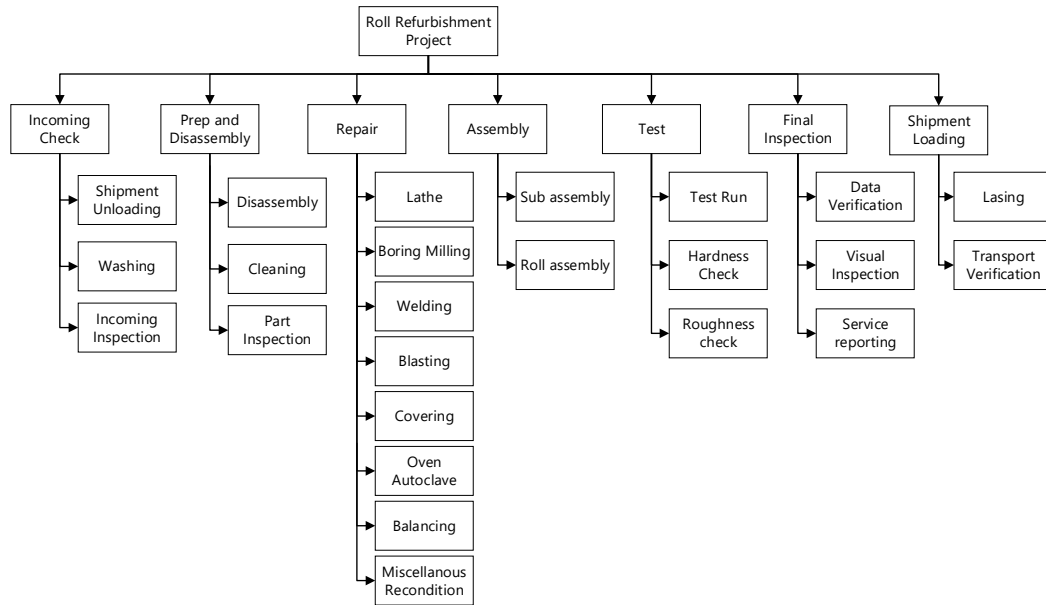 Roll Refurbishment
Project
Incoming
Check
Prep and
Disassembly
Repair
Assembly
Test
Final
Inspection
Shipment
Loading
Shipment
Unloading
Washing
Incoming
Inspection
Disassembly
Cleaning
Part
Inspection
Lathe
Boring Milling
Welding
Blasting
Covering
Oven
Autoclave
Balancing
Miscellanous
Recondition
Sub assembly
Roll assembly
Test Run
Hardness
Check
Roughness
check
Data
Verification
Visual
Inspection
Service
reporting
Lasing
Transport
Verification